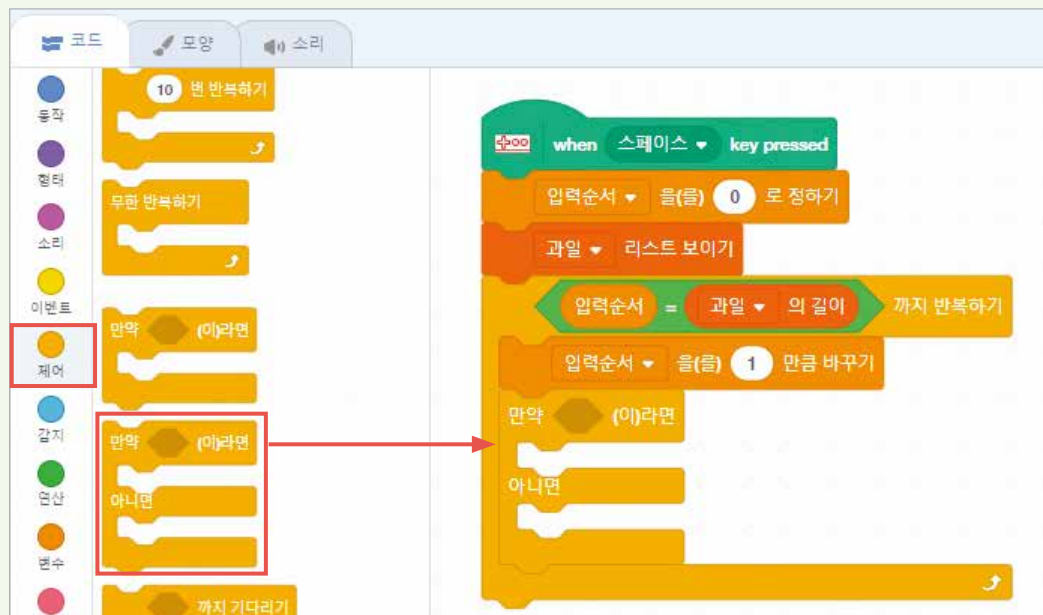 코드
모양
소리
동작
형태
소리
이벤트
제어
감지
연산
변수
10 번 반복하기
무한 반복하기
만약 (이)라면
만약 (이)라면
아니면
까지 기다리기
when 스페이스 key pressed
입력순서 을(를) 0 로 정하기
과일 리스트 보이기
입력순서 = 과일 의 길이 까지 반복하기
입력순서 을(를) 1 만큼 바꾸기
만약 (이)라면
아니면